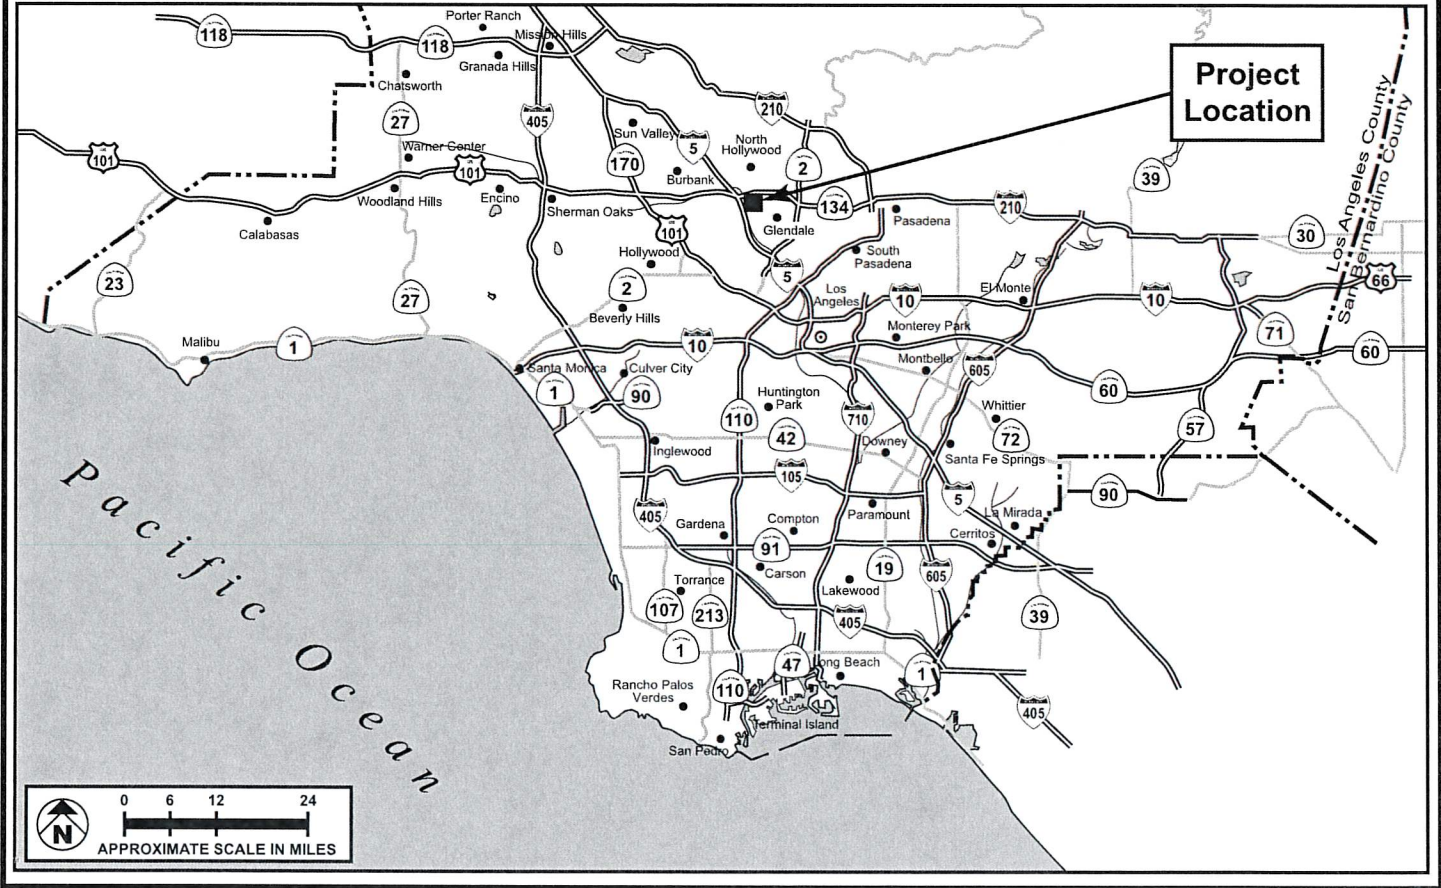 Porter Ranch
118
Mission Hills
118
Granada Hills
Chatsworth
Project
Location
210
27
405
Sun Valley
North
Hollywood
5
101
Warner Center
101
170
2
Burbank
39
Woodland Hills
Encino
Sherman Oaks
134
210
Pasadena
Calabasas
101
Glendale
30
Los Angeles County
San Bernardino County
Hollywood
South
Pasadena
23
27
2
5
Los
Angeles
10
El Monte
10
66
Beverly Hills
Monterey Park
71
Malibu
1
10
Montbello
60
Santa Monica
Culver City
605
1
90
Huntington
Park
60
110
710
Whittier
42
72
57
Inglewood
Downey
Santa Fe Springs
105
90
405
5
Gardena
Compton
Paramount
La Mirada
Cerritos
91
19
605
Carson
Torrance
Lakewood
107
213
405
39
1
47
Long Beach
1
Rancho Palos
Verdes
110
405
Terminal Island
San Pedro
Pacific Ocean
N
0 6 12 24
APPROXIMATE SCALE IN MILES